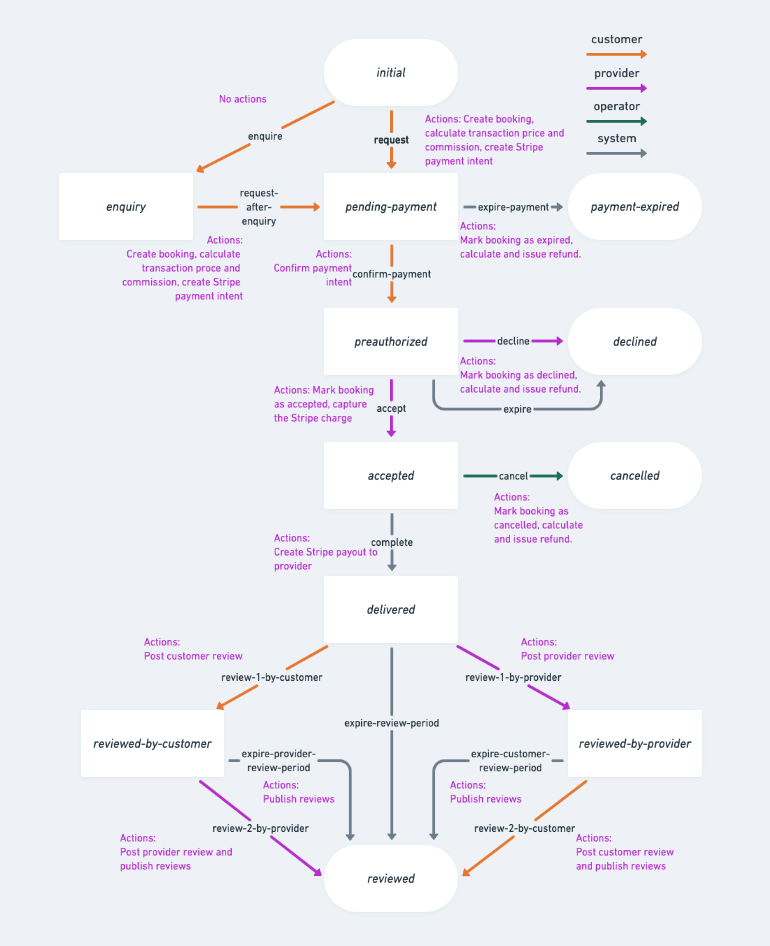 customer
provider
operator
system
initial
No actions
enquire
request
Actions: Create booking,
calculate transaction price and
commission, create Stripe
payment intent
enquiry
request-
after-
enquiry
pending-payment
expire-payment
payment-expired
Actions:
Create booking, calculate
transaction proce and
commission, create Stripe
payment intent
Actions:
Confirm payment
intent
confirm-payment
Actions:
Mark booking as expired,
calculate and issue refund.
preauthorized
decline
declined
Actions:
Mark booking as declined,
calculate and issue refund.
expire
Actions: Mark booking
as accepted, capture
the Stripe charge
accept
accepted
cancel
cancelled
Actions:
Mark booking as
cancelled, calculate
and issue refund.
Actions:
Create Stripe payout to
provider
complete
delivered
Actions:
Post customer review
review-1-by-customer
Actions:
Post provider review
review-1-by-provider
expire-review-period
reviewed-by-customer
expire-provider-
review-period
Actions:
Publish reviews
expire-customer-
review-period
Actions:
Publish reviews
reviewed-by-provider
review-2-by-provider
Actions:
Post provider review and
publish reviews
review-2-by-customer
Actions:
Post customer review
and publish reviews
reviewed